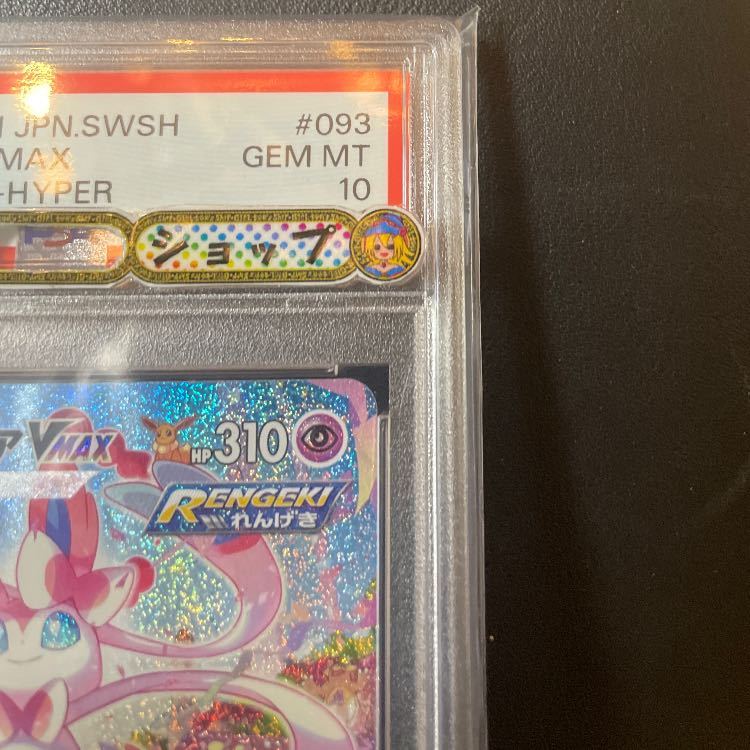 JPN.SWSH #093
MAX GEM MT
-HYPER 10
ショップ
ア VMAX HP 310
RENGEKI
れんげき